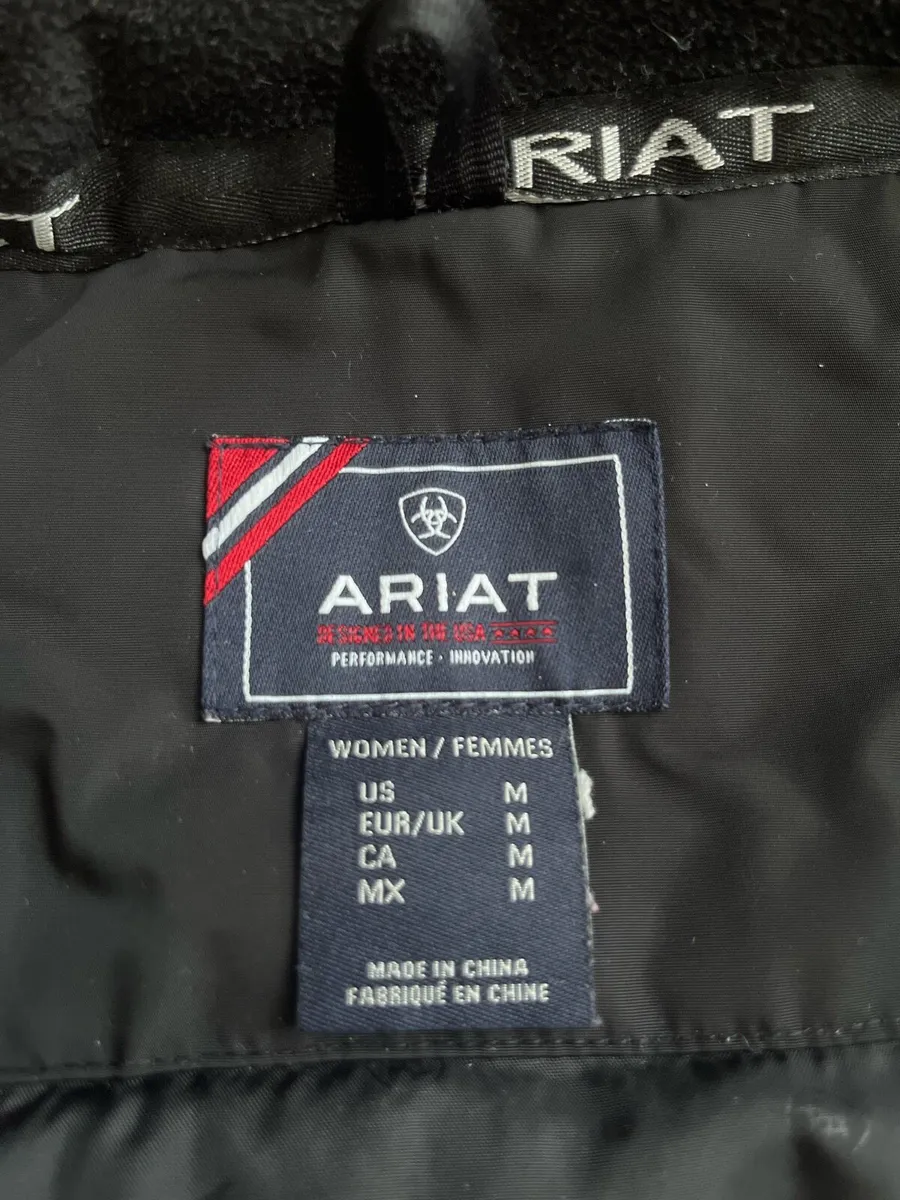 RIAT
T
ARIAT
DESIGNED IN THE USA
PERFORMANCE · INNOVATION
WOMEN / FEMMES
US M
EUR/UK M
CA M
MX M
MADE IN CHINA
FABRIQUÉ EN CHINE